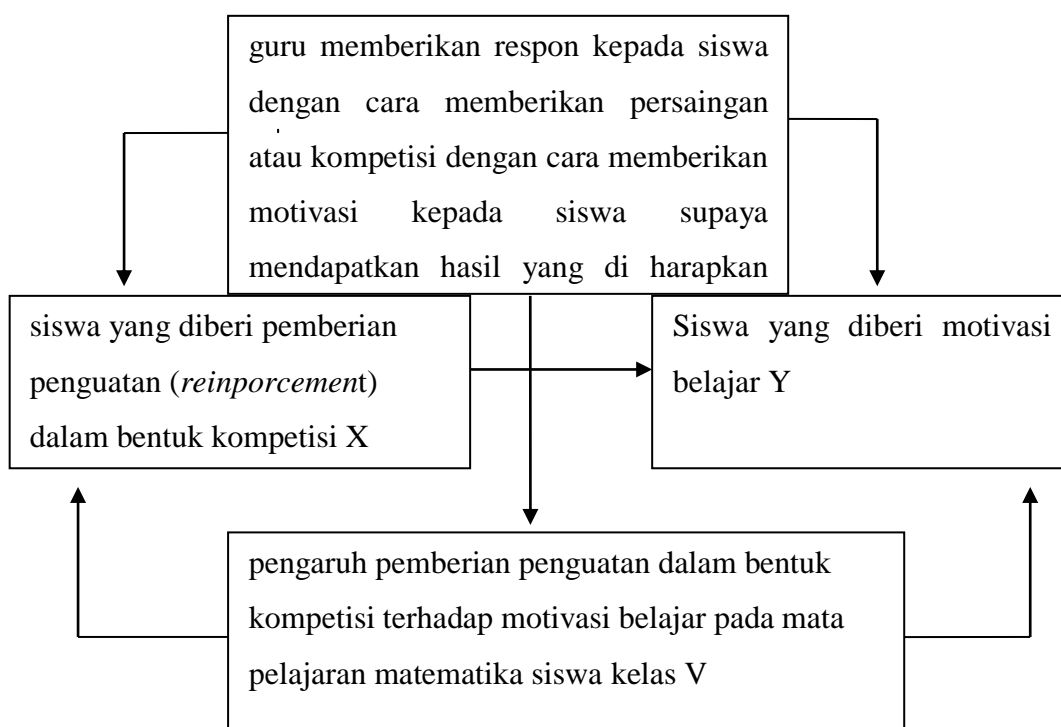 guru memberikan respon kepada siswa
dengan cara memberikan persaingan
atau kompetisi dengan cara memberikan
motivasi kepada siswa supaya
mendapatkan hasil yang di harapkan
siswa yang diberi pemberian
penguatan (reinporcement)
dalam bentuk kompetisi X
Siswa yang diberi motivasi
belajar Y
pengaruh pemberian penguatan dalam bentuk
kompetisi terhadap motivasi belajar pada mata
pelajaran matematika siswa kelas V